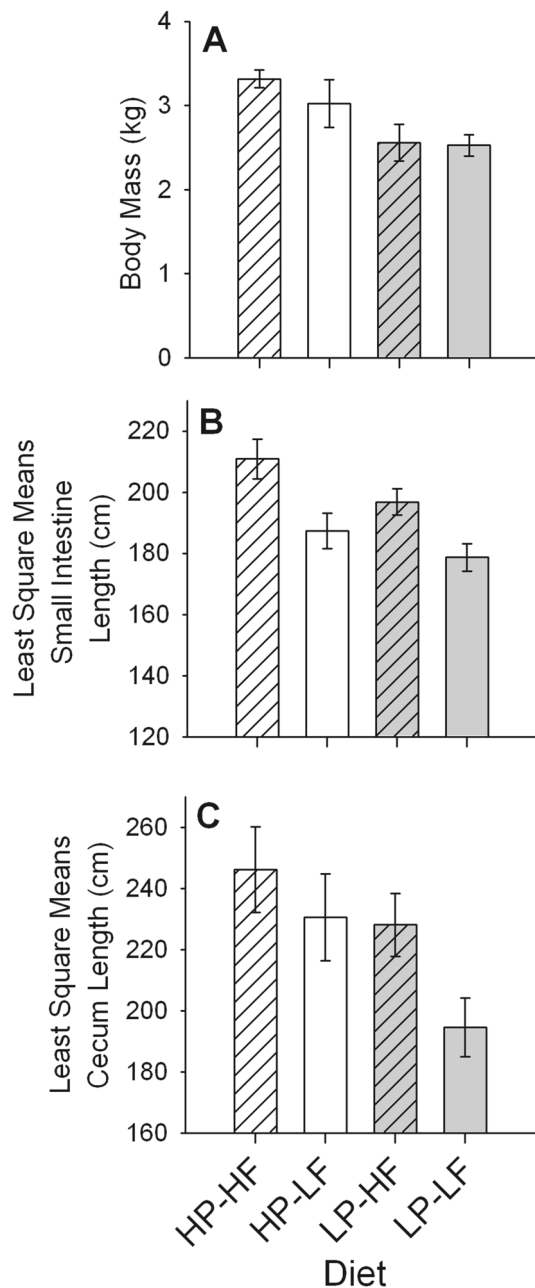 A
4
3
2
1
0
Body Mass (kg)
B
220
200
180
160
140
120
Least Square Means
Small Intestine
Length (cm)
C
260
240
220
200
180
160
Least Square Means
Cecum Length (cm)
HP-HF
HP-LF
LP-HF
LP-LF
Diet